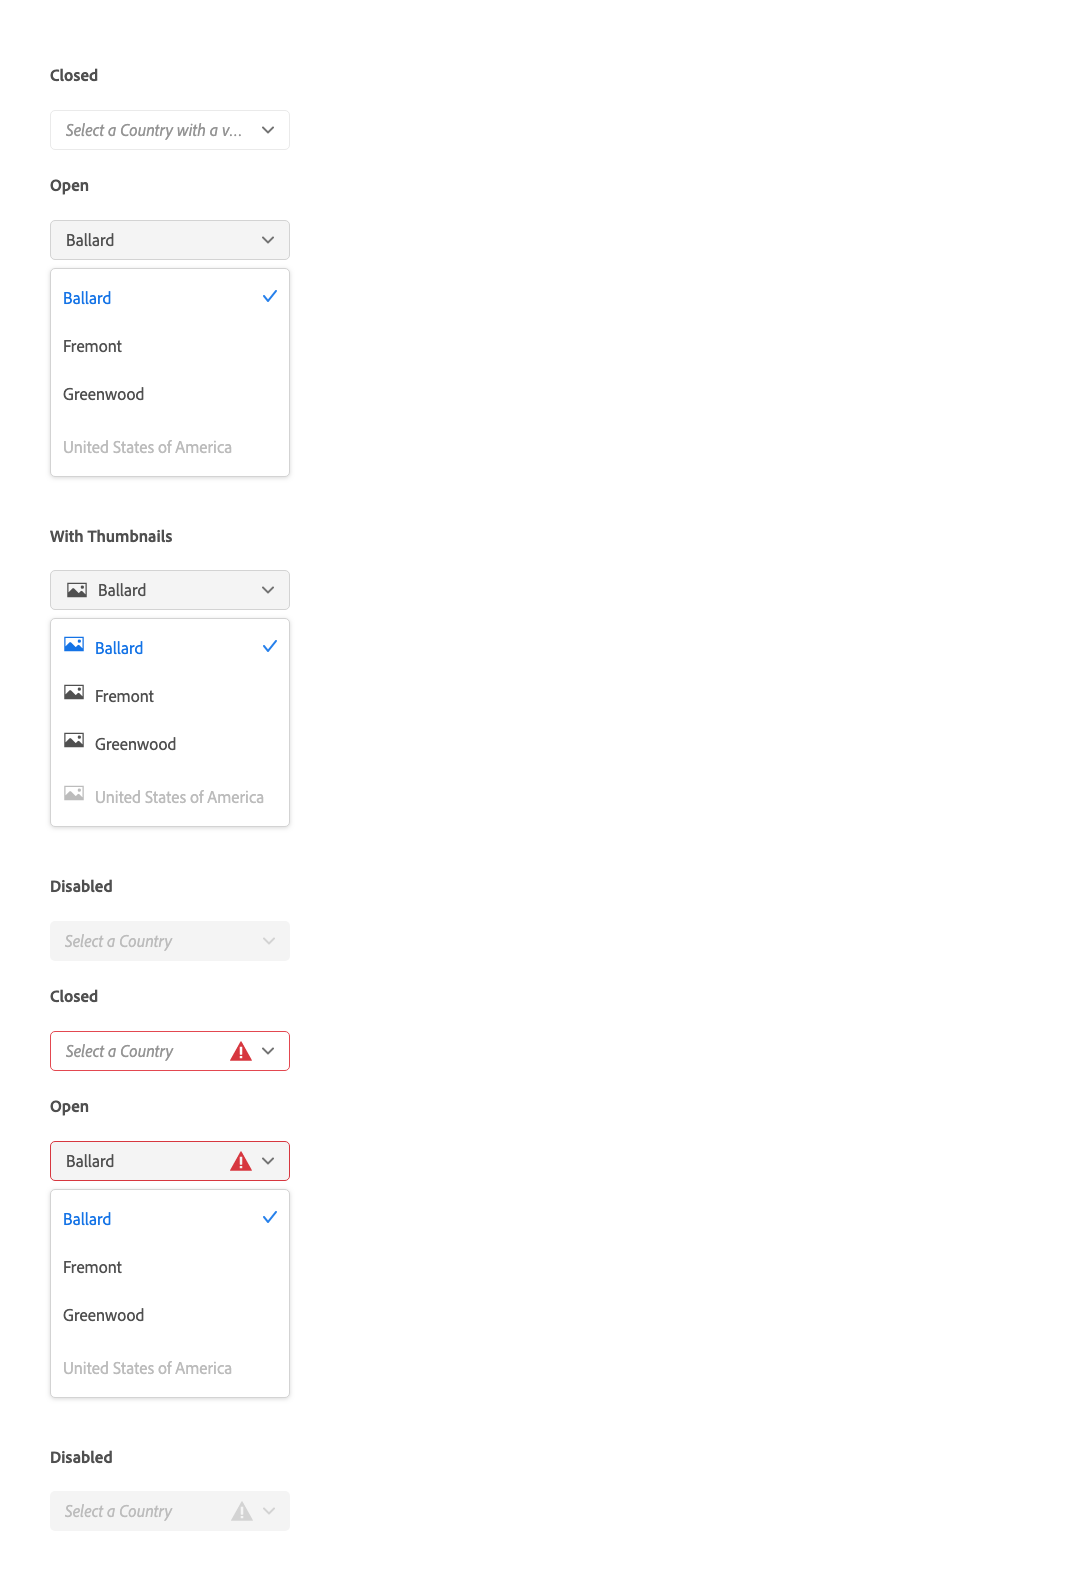 Closed
Select a Country with a v...
Open
Ballard
Ballard
Fremont
Greenwood
United States of America
With Thumbnails
Ballard
Ballard
Fremont
Greenwood
United States of America
Disabled
Select a Country
Closed
Select a Country
Open
Ballard
Ballard
Fremont
Greenwood
United States of America
Disabled
Select a Country